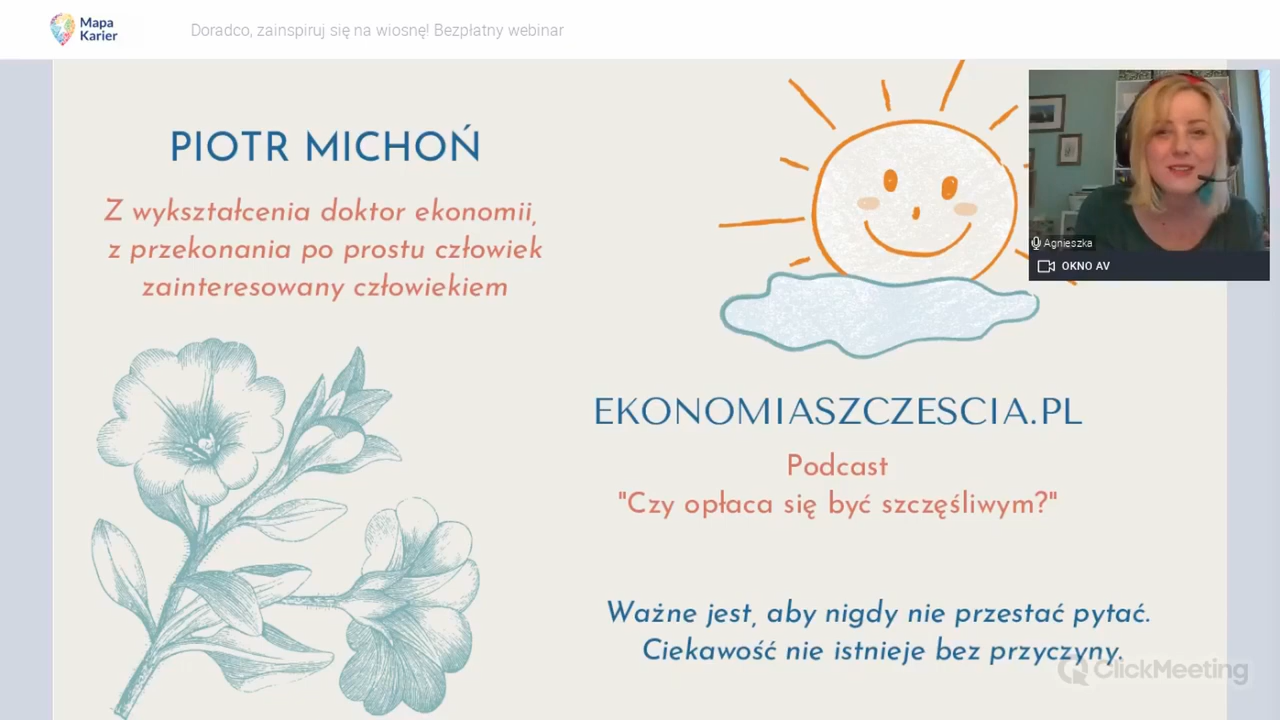 Mapa
Karier
Doradco, zainspiruj się na wiosnę! Bezpłatny webinar
PIOTR MICHOŃ
Z wykształcenia doktor ekonomii,
z przekonania po prostu człowiek
zainteresowany człowiekiem
Agnieszka
OKNO AV
EKONOMIASZCZESCIA.PL
Podcast
"Czy opłaca się być szczęśliwym?"
Ważne jest, aby nigdy nie przestać pytać.
Ciekawość nie istnieje bez przyczyny.
ClickMeeting